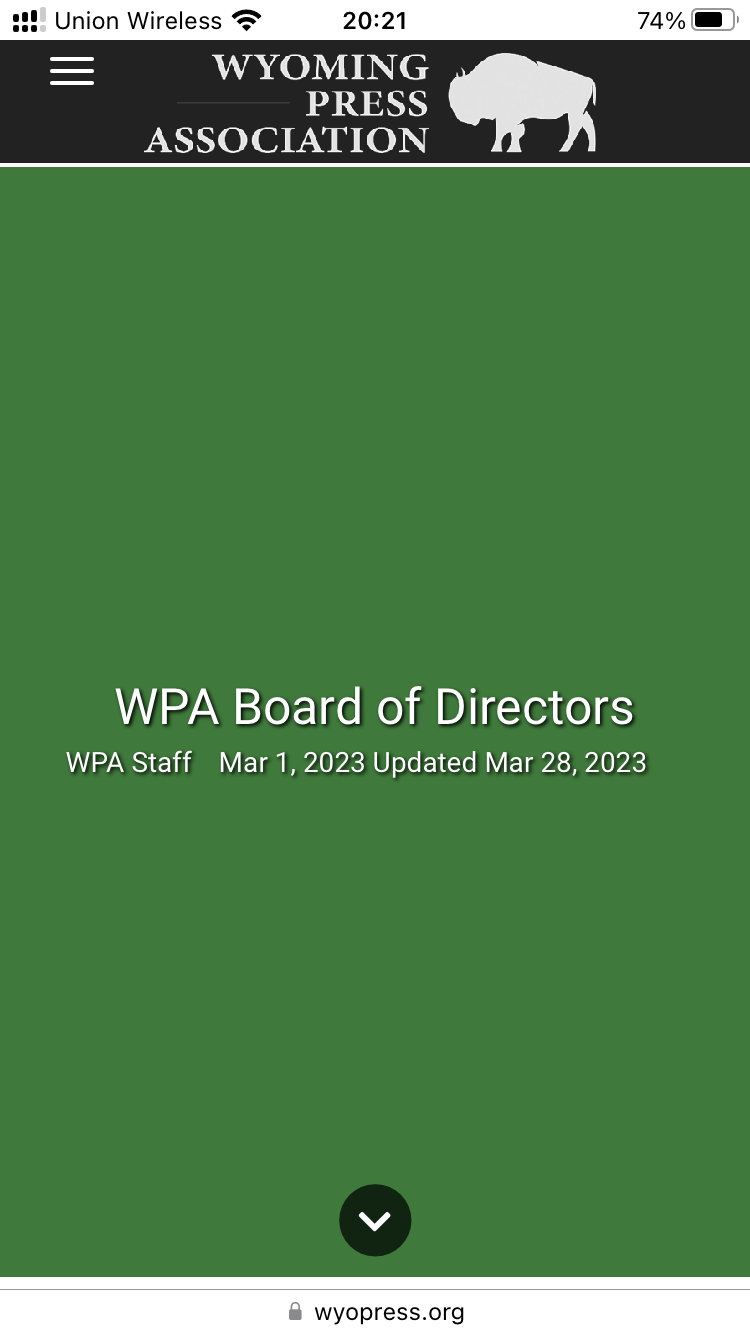 Union Wireless 20:21 74%
WYOMING
PRESS
ASSOCIATION
WPA Board of Directors
WPA Staff Mar 1, 2023 Updated Mar 28, 2023
wyopress.org